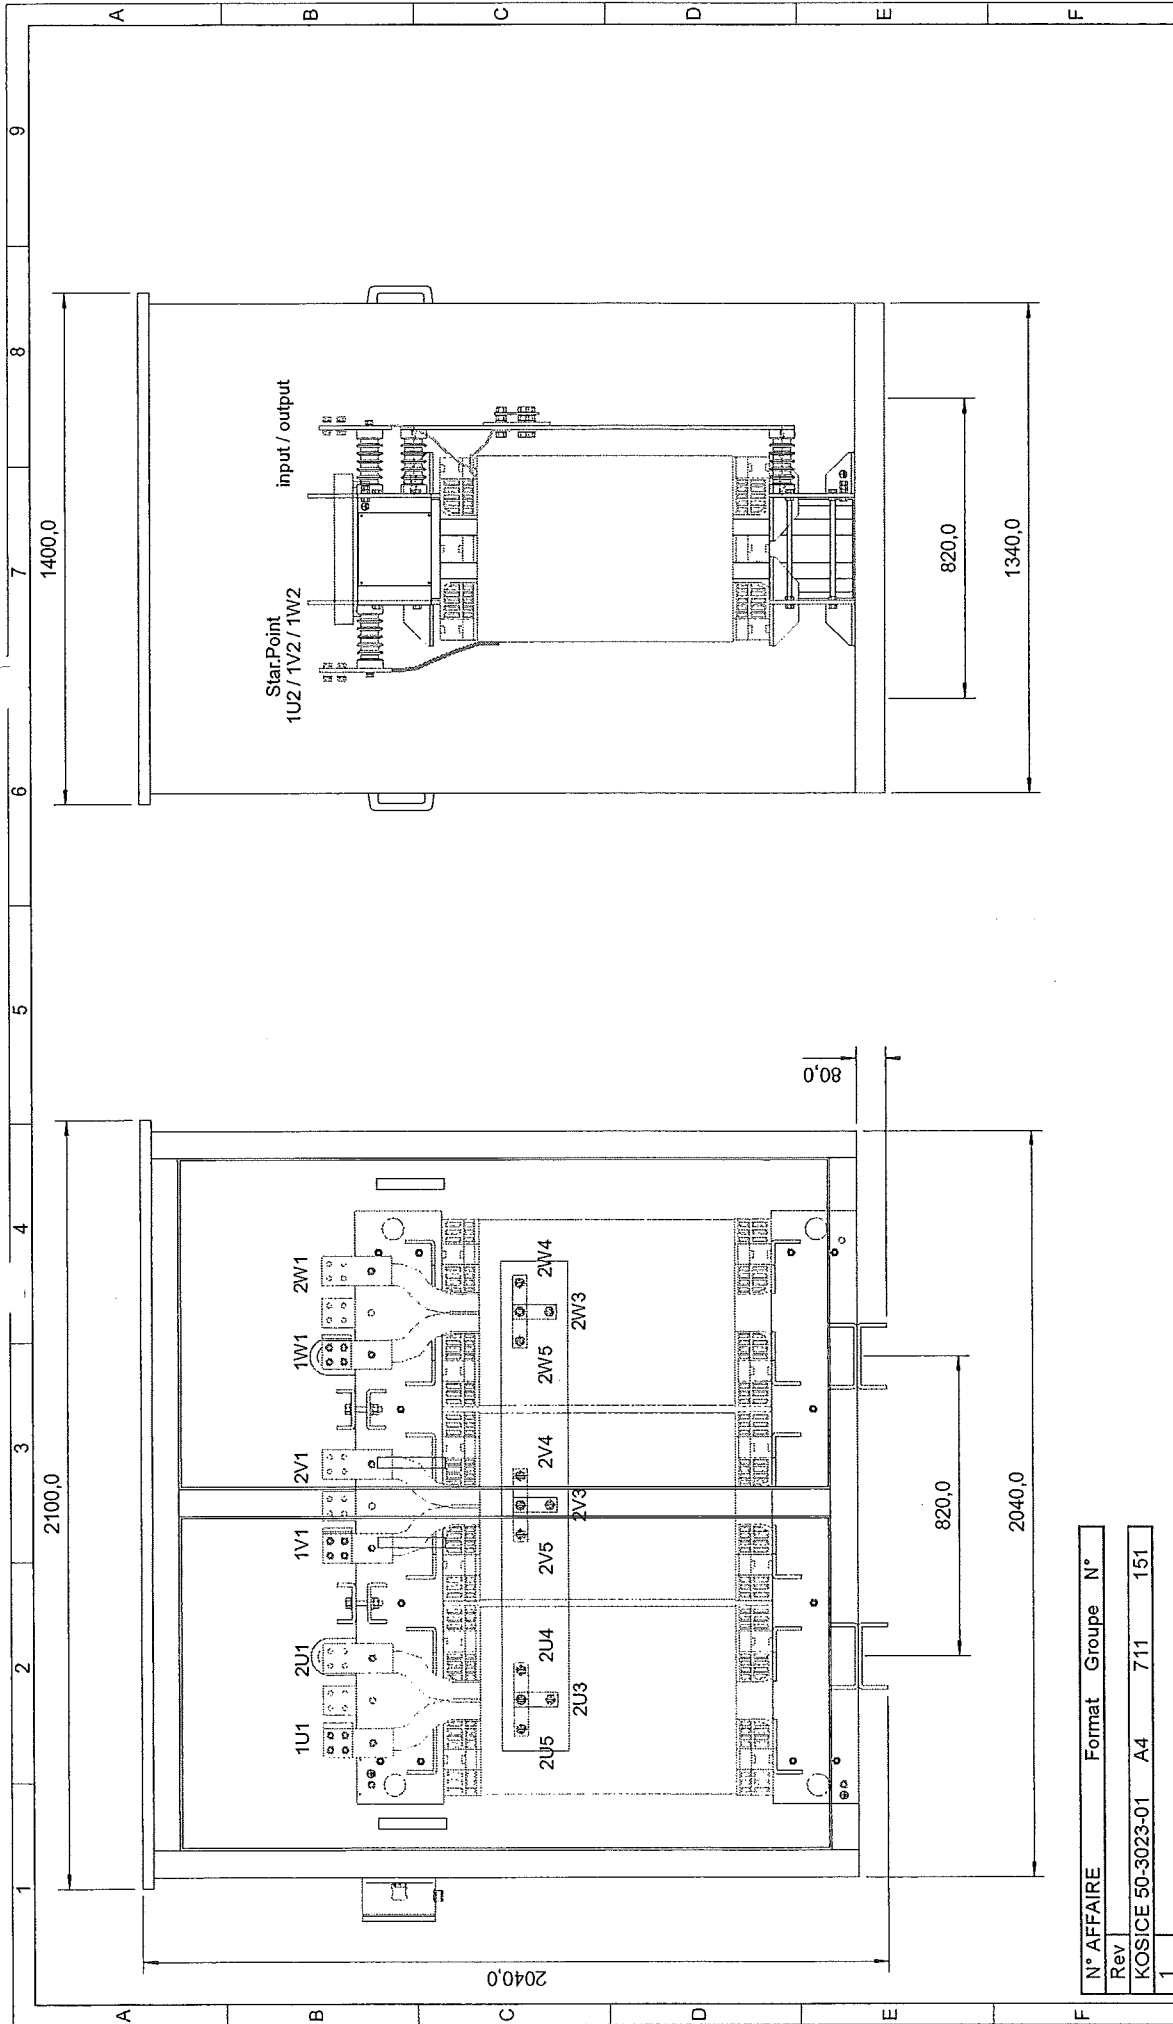 1
2
3
4
5
6
7
8
9
A
B
C
D
E
F
A
B
C
D
E
F
2100,0
1400,0
1U1
2U1
1V1
2V1
1W1
2W1
2U5
2U4
2U3
2V5
2V4
2V3
2W5
2W4
2W3
2040,0
80,0
820,0
2040,0
Star.Point
1U2 / 1V2 / 1W2
input / output
820,0
1340,0
N° AFFAIRE Format Groupe N°
Rev
KOSICE 50-3023-01 A4 711 151
1